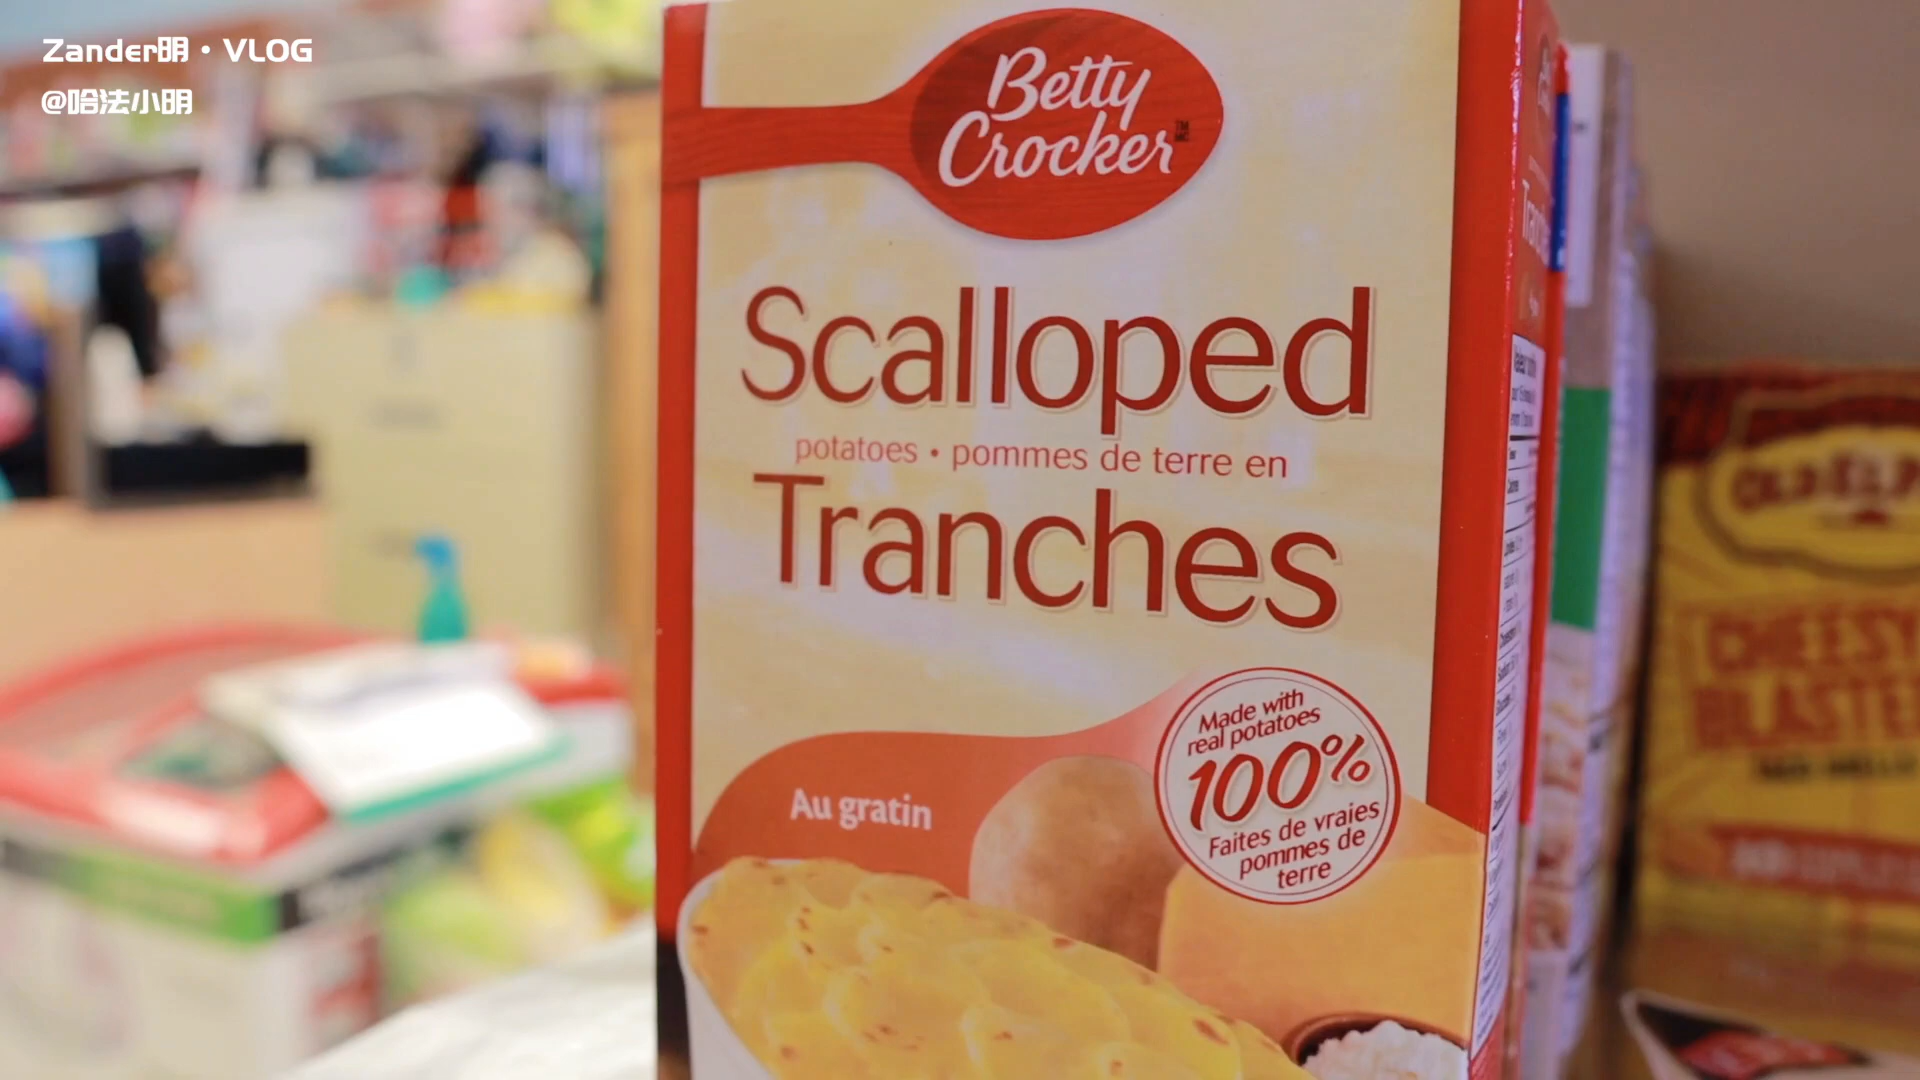 Zander明·VLOG
@哈法小明
Betty
Crocker
Scalloped
potatoes • pommes de terre en
Tranches
Made with
real potatoes
100%
Faites de vraies
pommes de
terre
Au gratin
CHEESY